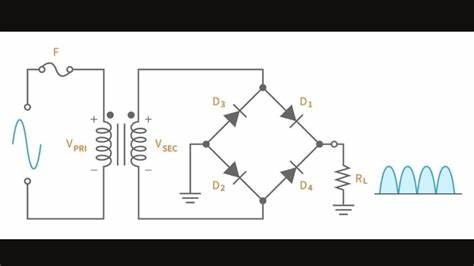 F
D3 D1
+ +
VPRI VSEC
− −
D2 D4
RL